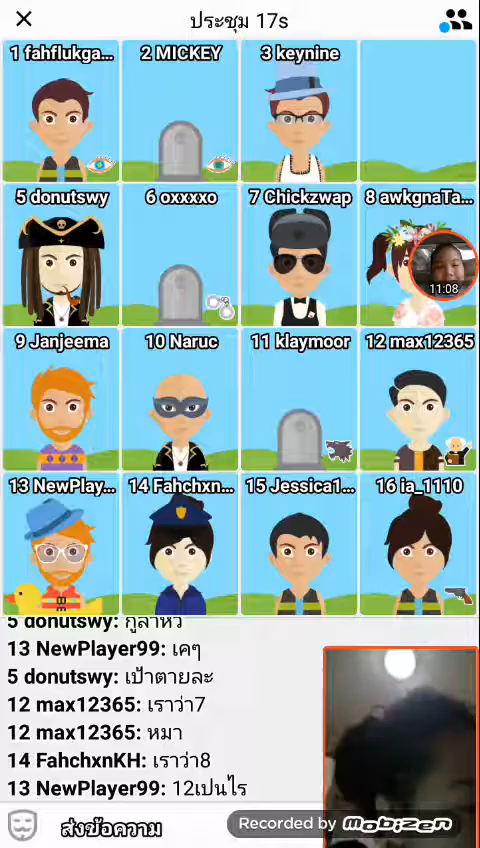 ประชุม 17s
1 fahflukga...
2 MICKEY
3 keynine
5 donutswy
6 oxxxxo
7 Chickzwap
8 awkgnaTa...
11:08
9 Janjeema
10 Naruc
11 klaymoor
12 max12365
13 NewPlay...
14 Fahchxn...
15 Jessica1...
16 ia_1110
5 donutswy: กูล่าหัว
13 NewPlayer99: เคๆ
5 donutswy: เป้าตายละ
12 max12365: เราว่า7
12 max12365: หมา
14 FahchxnKH: เราว่า8
13 NewPlayer99: 12เปนไร
ส่งข้อความ
Recorded by mobizen